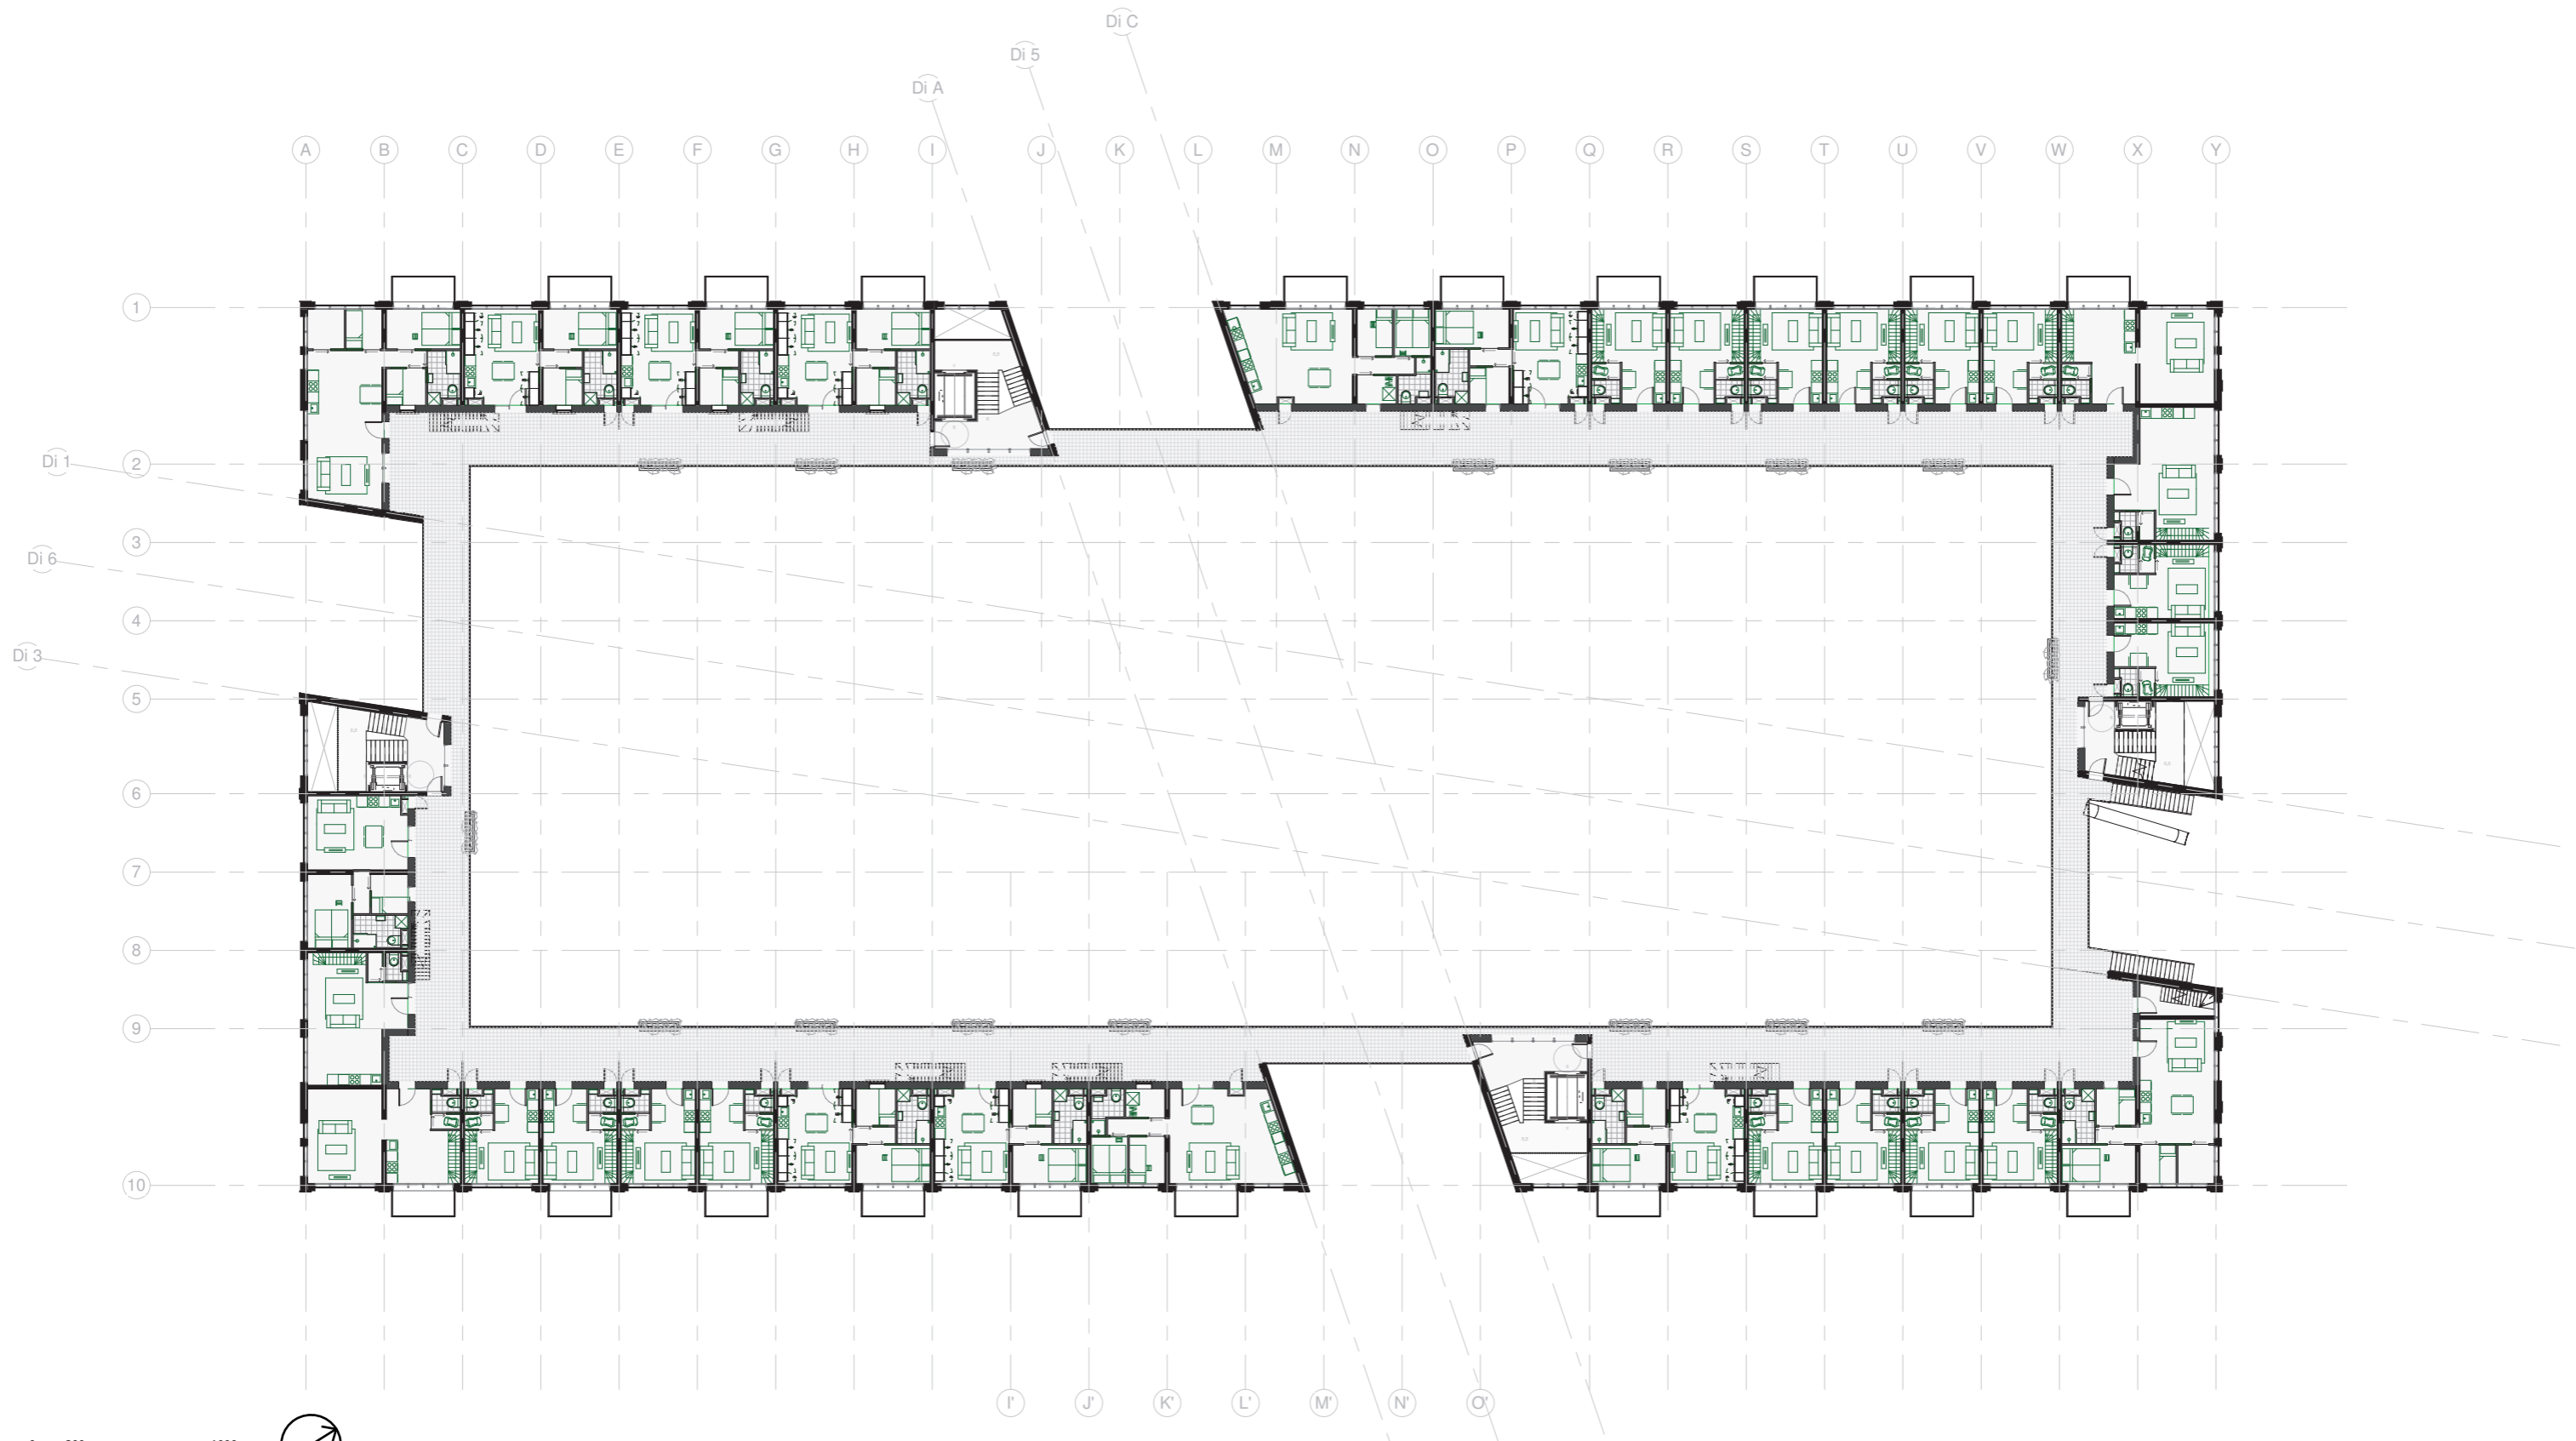 Di C
Di 5
Di A
A B C D E F G H I J K L M N O P Q R S T U V W X Y
1
Di 1
2
3
Di 6
4
Di 3
5
6
7
8
9
10
I' J' K' L' M' N' O'